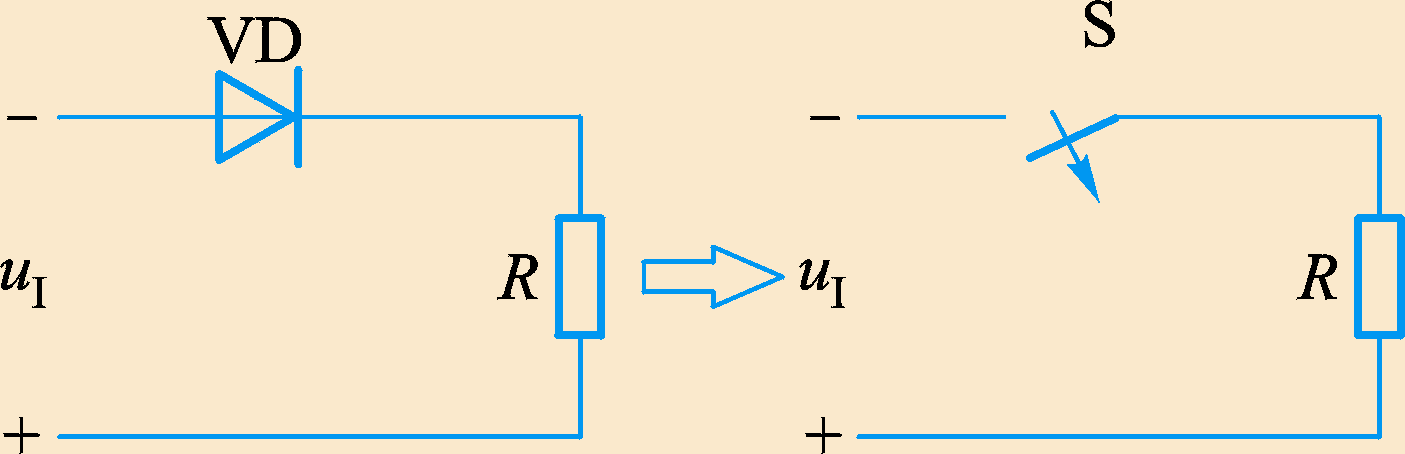 VD
S
− −
u_I R u_I R
+ +